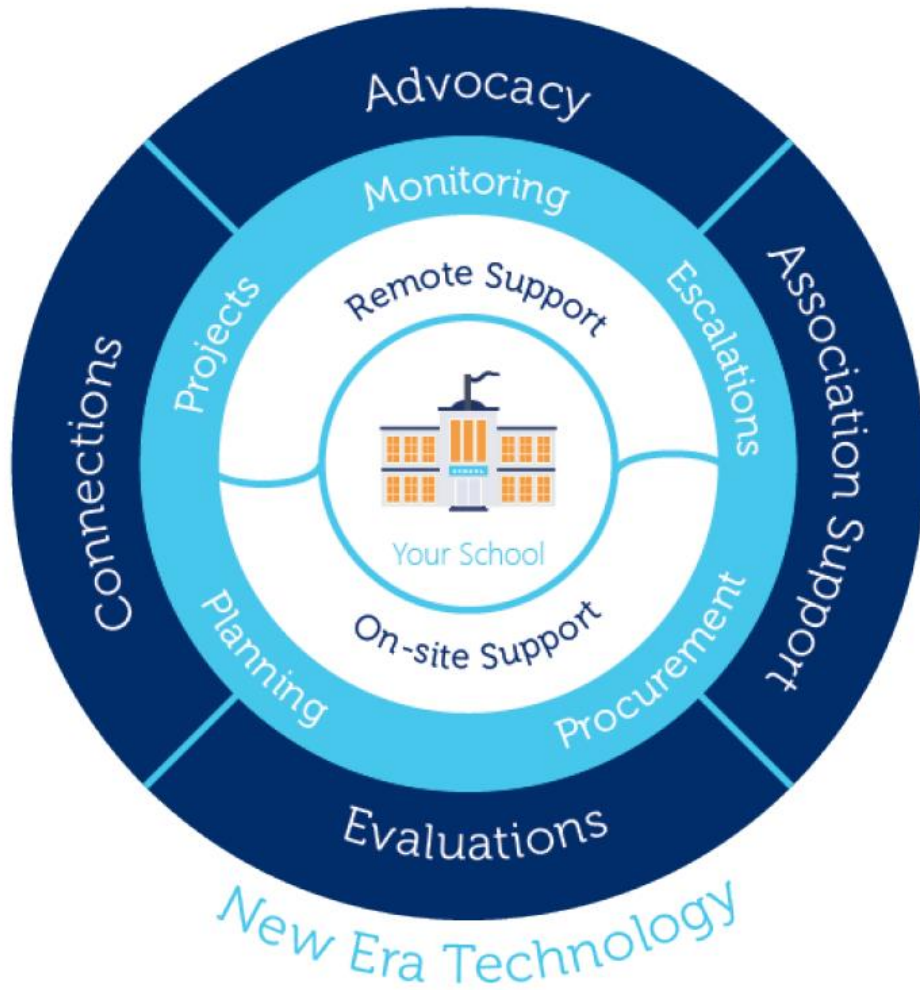 Advocacy
Association Support
Evaluations
Connections
Monitoring
Escalations
Procurement
Planning
Projects
Remote Support
On-site Support
SCHOOL
Your School
New Era Technology